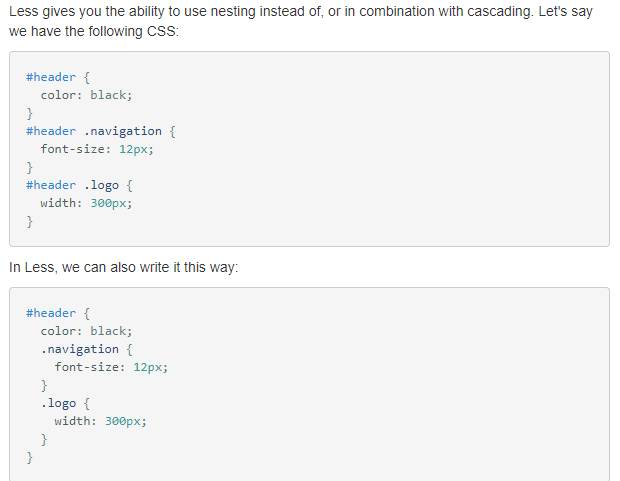 Less gives you the ability to use nesting instead of, or in combination with cascading. Let's say
we have the following CSS:
#header {
  color: black;
}
#header .navigation {
  font-size: 12px;
}
#header .logo {
  width: 300px;
}
In Less, we can also write it this way:
#header {
  color: black;
  .navigation {
    font-size: 12px;
  }
  .logo {
    width: 300px;
  }
}